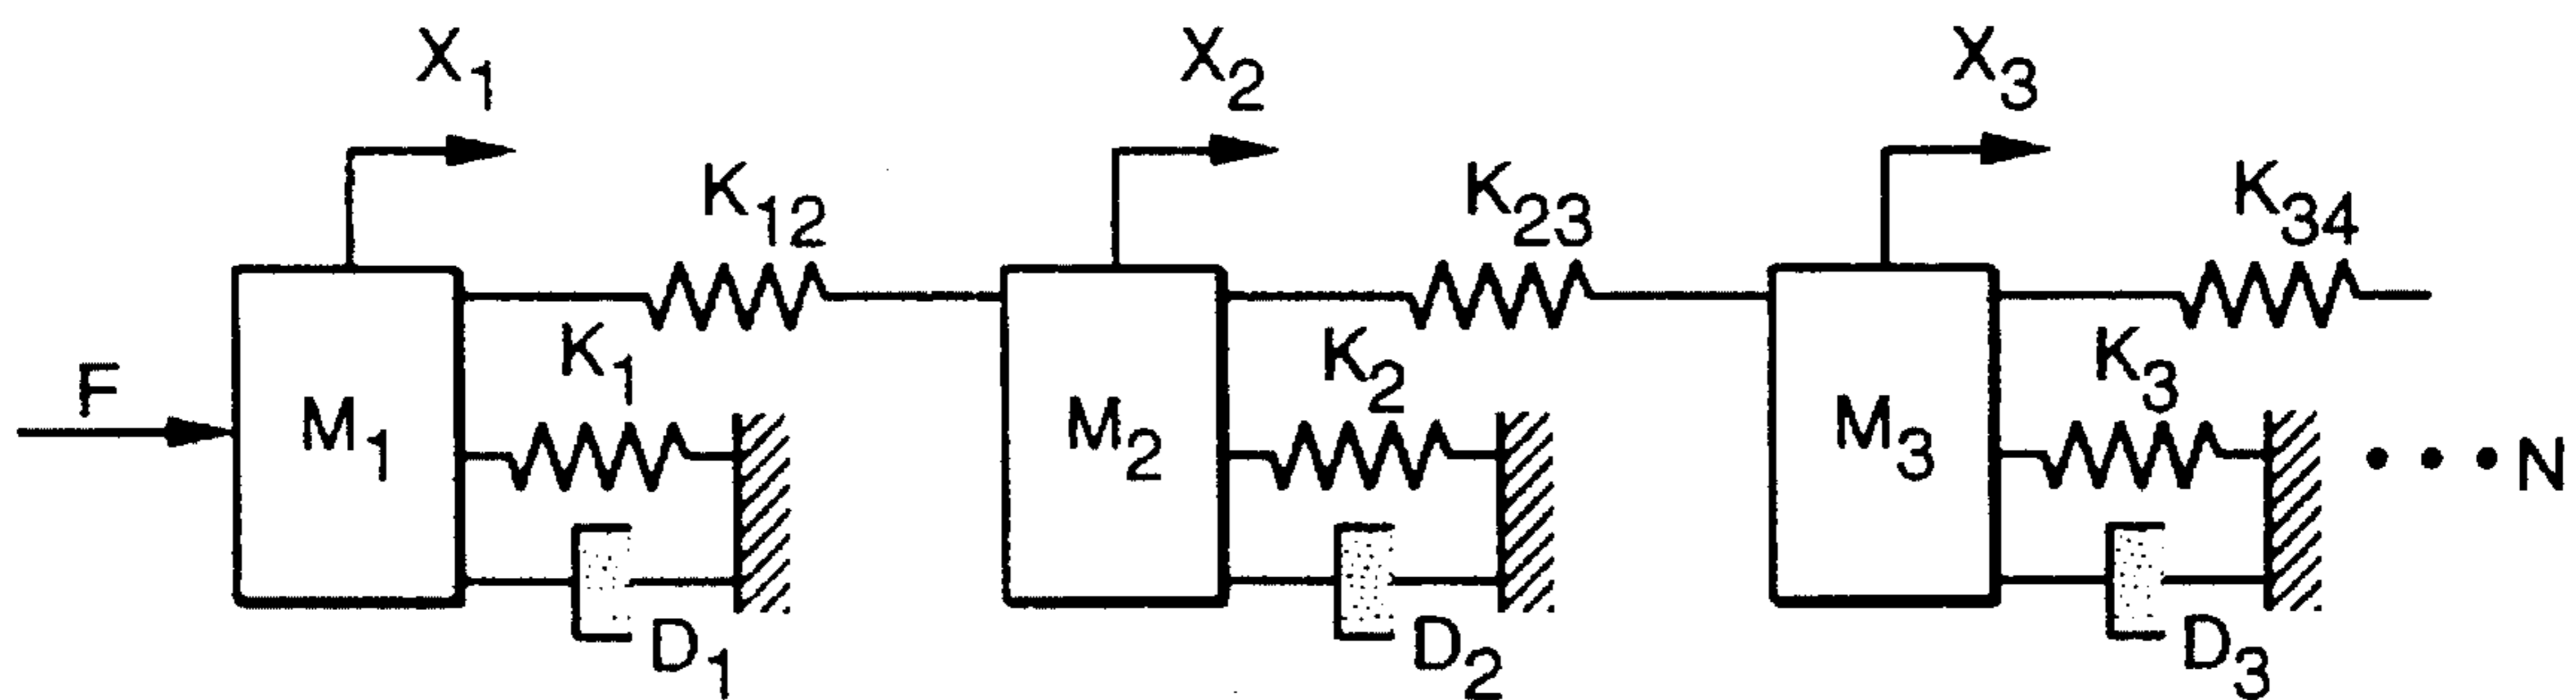 X1 X2 X3
K12 K23 K34
K1 K2 K3
F M1 M2 M3 • • • N
D1 D2 D3